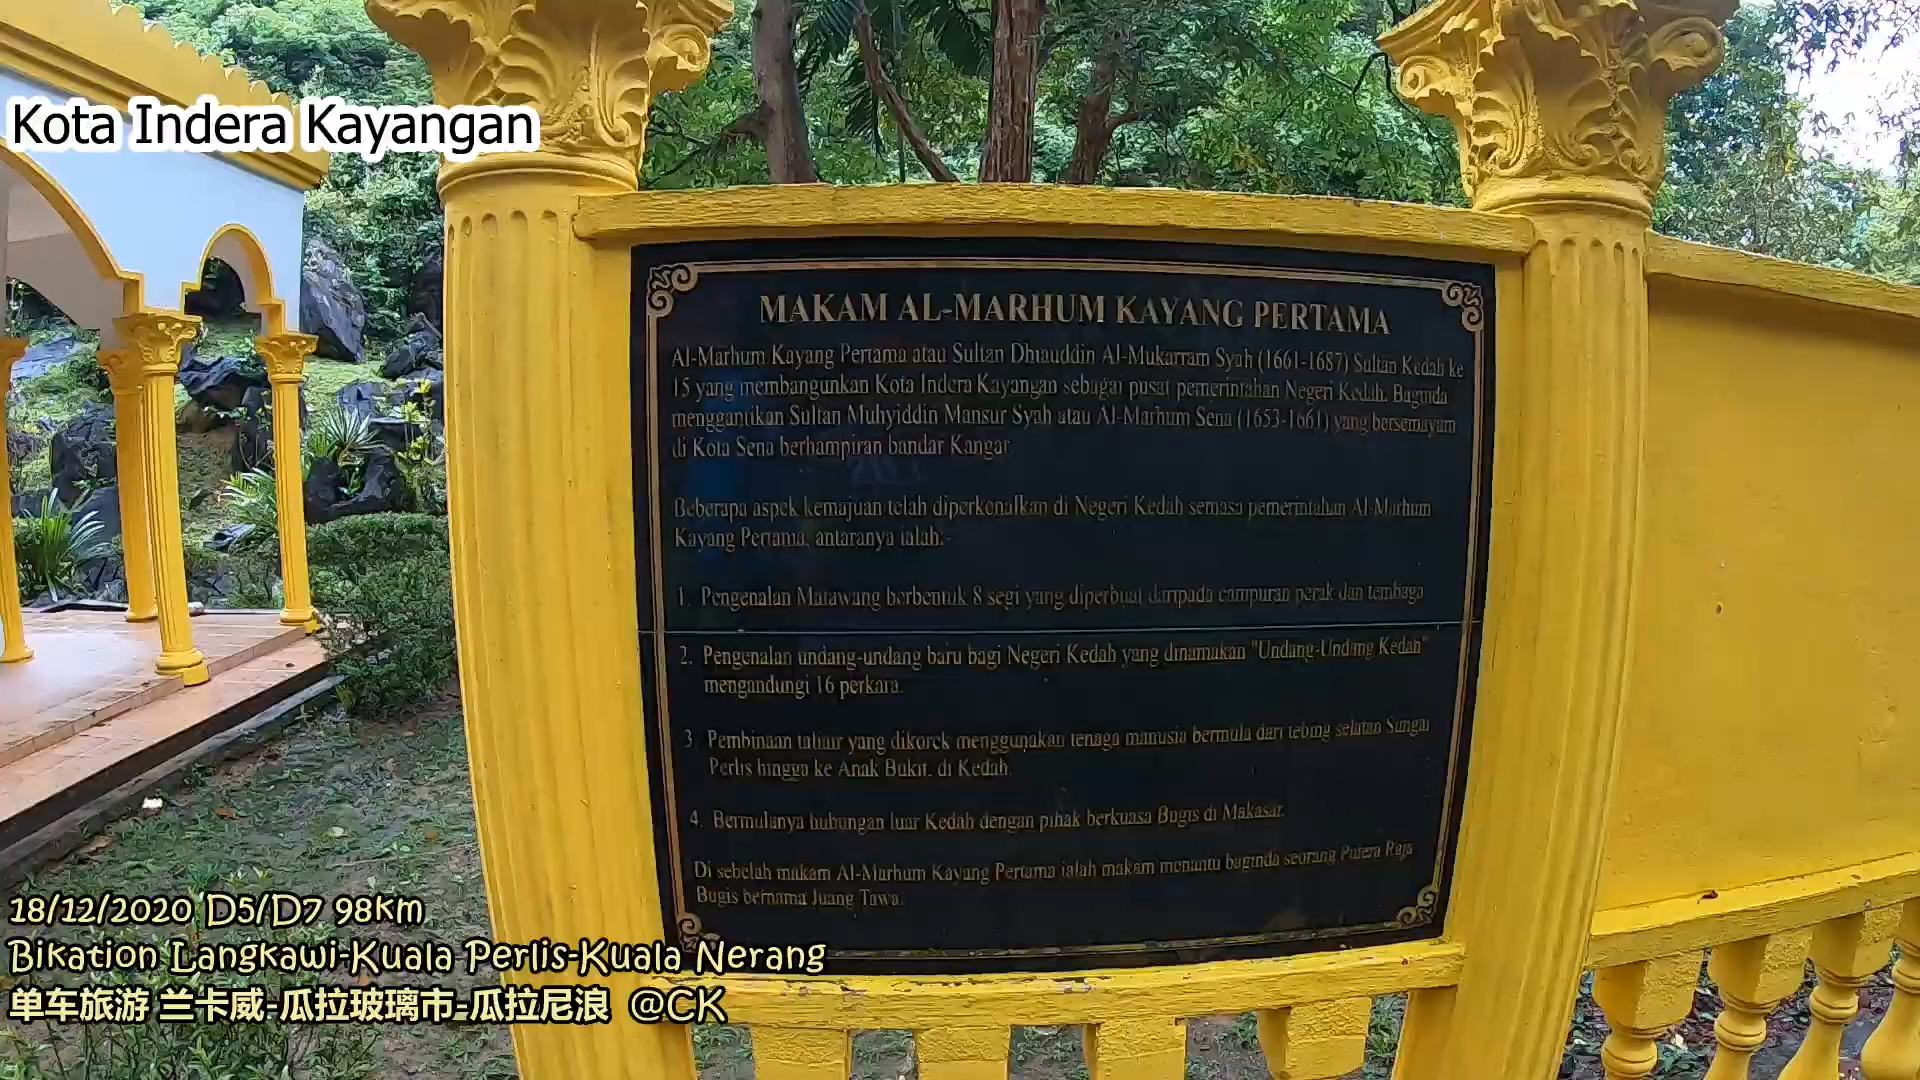 Kota Indera Kayangan
MAKAM AL-MARHUM KAYANG PERTAMA
Al-Marhum Kayang Pertama atau Sultan Dhiauddin Al-Mukarram Syah (1661-1687) Sultan Kedah ke
15 yang membangunkan Kota Indera Kayangan sebagai pusat pemerintahan Negeri Kedah. Baginda
menggantikan Sultan Muhyiddin Mansur Syah atau Al-Marhum Sena (1653-1661) yang bersemayam
di Kota Sena berhampiran bandar Kangar.
Beberapa aspek kemajuan telah diperkenalkan di Negeri Kedah semasa pemerintahan Al-Marhum
Kayang Pertama, antaranya ialah:-
1. Pengenalan Matawang berbentuk 8 segi yang diperbuat daripada campuran perak dan tembaga
2. Pengenalan undang-undang baru bagi Negeri Kedah yang dinamakan "Undang-Undang Kedah"
mengandungi 16 perkara.
3. Pembinaan taliair yang dikorek menggunakan tenaga manusia bermula dari tebing selatan Sungai
Perlis hingga ke Anak Bukit, di Kedah.
4. Bermulanya hubungan luar Kedah dengan pihak berkuasa Bugis di Makasar.
Di sebelah makam Al-Marhum Kayang Pertama ialah makam menantu baginda seorang Putera Raja
Bugis bernama Juang Tawa.
18/12/2020 D5/D7 98km
Bikation Langkawi-Kuala Perlis-Kuala Nerang
单车旅游 兰卡威-瓜拉玻璃市-瓜拉尼浪 @CK